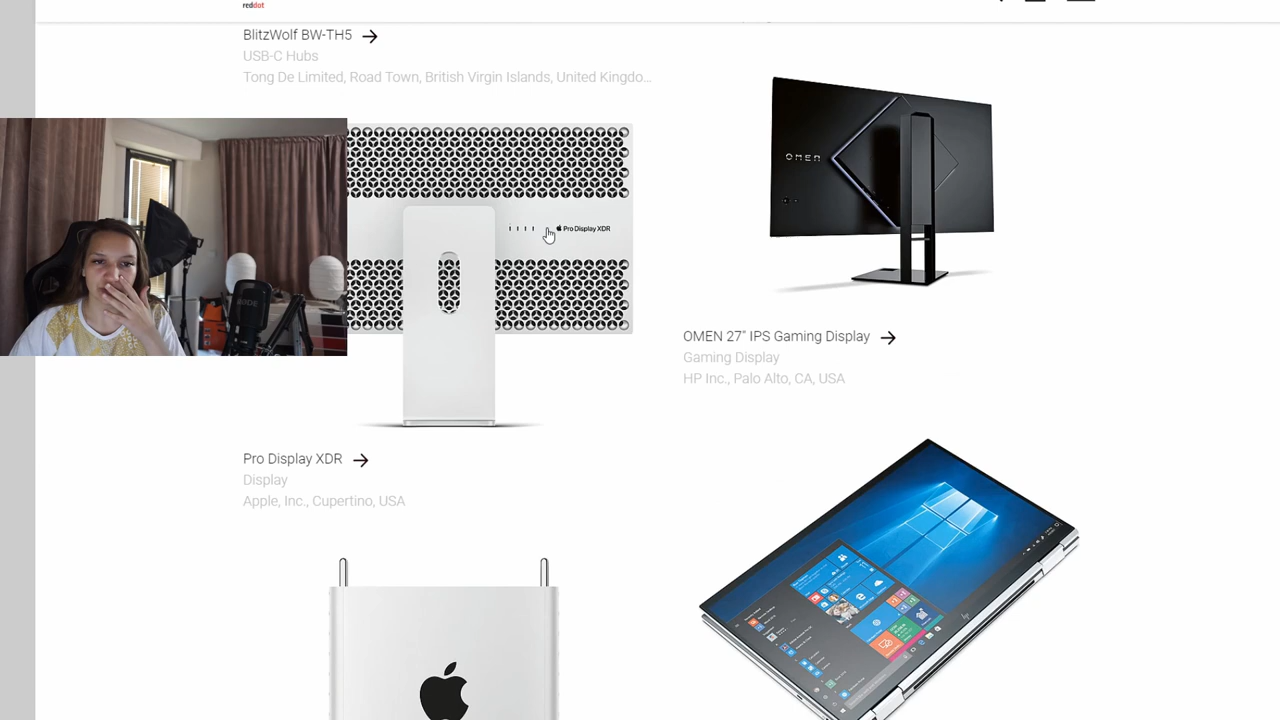 reddot
BlitzWolf BW-TH5
USB-C Hubs
Tong De Limited, Road Town, British Virgin Islands, United Kingdo...
OMEN
Pro Display XDR
RODE
OMEN 27" IPS Gaming Display
Gaming Display
HP Inc., Palo Alto, CA, USA
Pro Display XDR
Display
Apple, Inc., Cupertino, USA